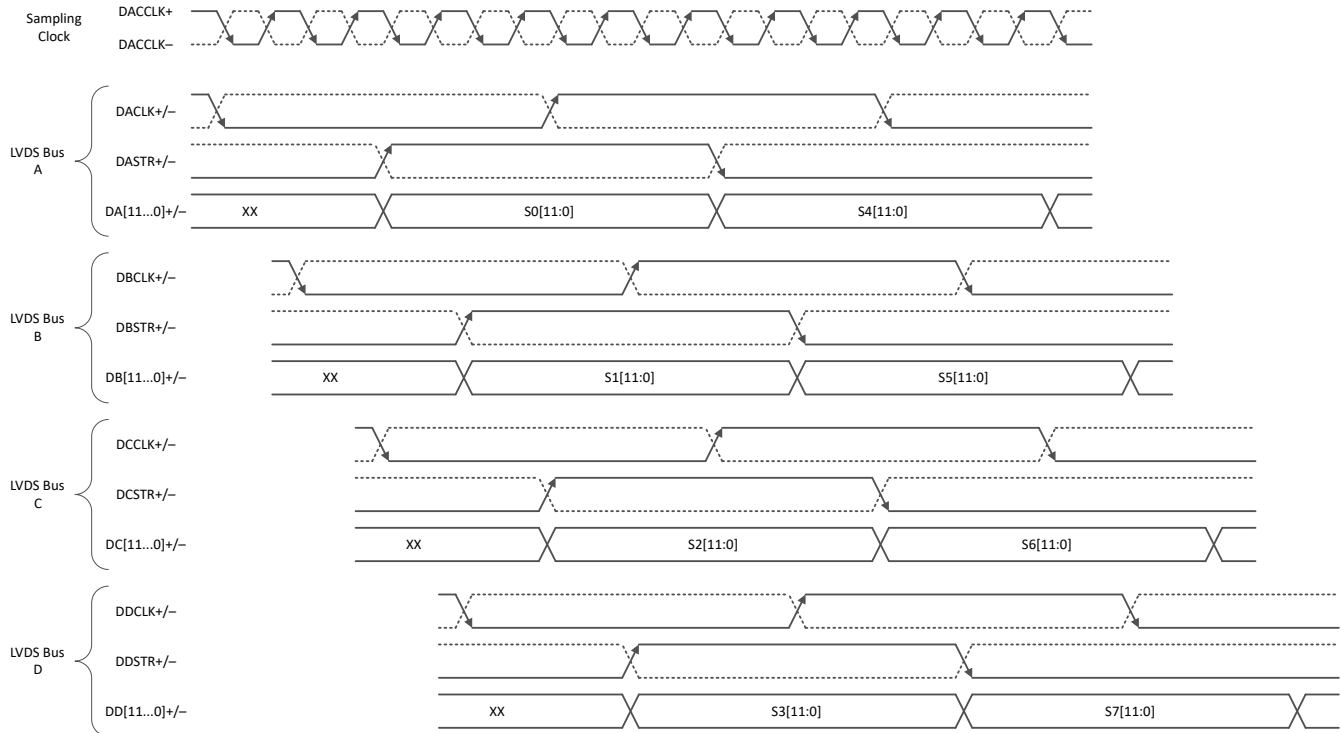 Sampling
Clock
DACCLK+
DACCLK–
LVDS Bus
A
DACLK+/–
DASTR+/–
DA[11...0]+/–
XX
S0[11:0]
S4[11:0]
LVDS Bus
B
DBCLK+/–
DBSTR+/–
DB[11...0]+/–
XX
S1[11:0]
S5[11:0]
LVDS Bus
C
DCCLK+/–
DCSTR+/–
DC[11...0]+/–
XX
S2[11:0]
S6[11:0]
LVDS Bus
D
DDCLK+/–
DDSTR+/–
DD[11...0]+/–
XX
S3[11:0]
S7[11:0]